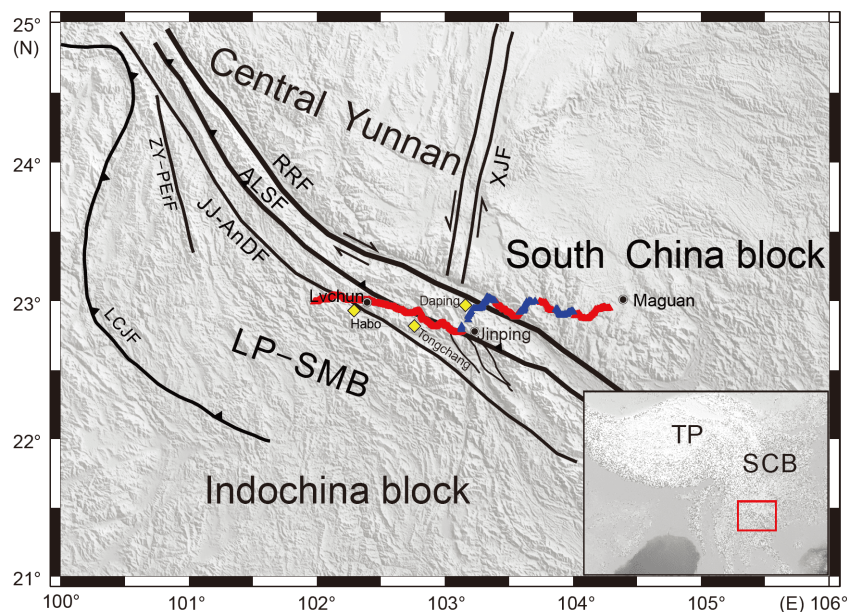 25°
(N)
24°
23°
22°
21°
100°
101°
102°
103°
104°
105°
(E)
106°
Central Yunnan
XJF
ZY-PErF
RRF
ALSF
JJ-AnDF
South China block
Lvchun
Daping
Maguan
Habo
Jinping
Tongchang
LCJF
LP-SMB
Indochina block
TP
SCB